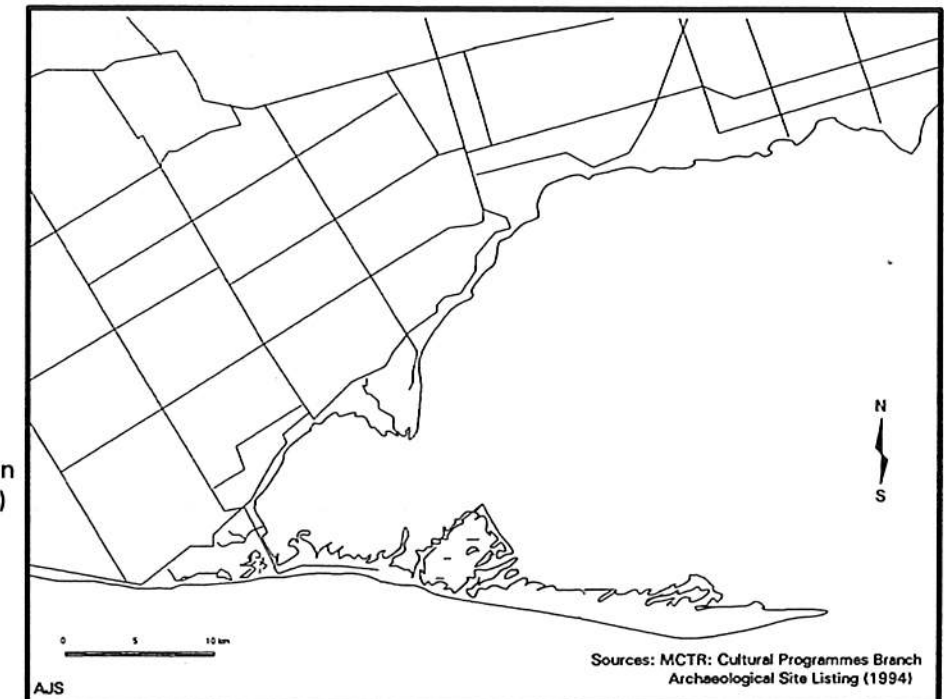 n
)
N
S
0 5 10 km
Sources: MCTR: Cultural Programmes Branch
Archaeological Site Listing (1994)
AJS